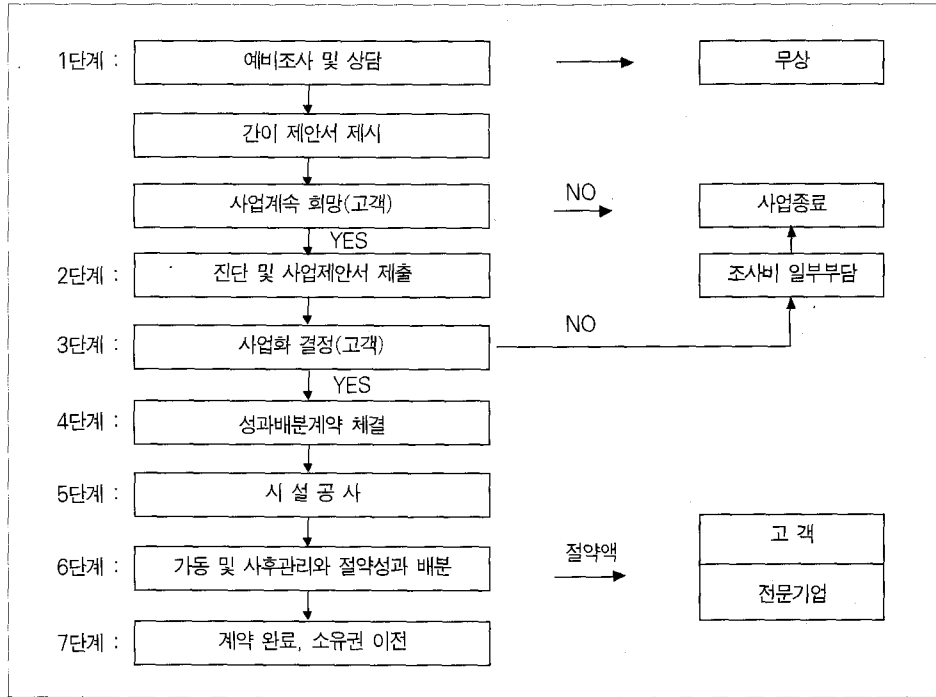 1단계 : 예비조사 및 상담 무상
간이 제안서 제시
사업계속 희망(고객) NO 사업종료
YES
2단계 : 진단 및 사업제안서 제출 조사비 일부부담
3단계 : 사업화 결정(고객) NO
YES
4단계 : 성과배분계약 체결
5단계 : 시 설 공 사
6단계 : 가동 및 사후관리와 절약성과 배분 절약액 고 객
전문기업
7단계 : 계약 완료, 소유권 이전